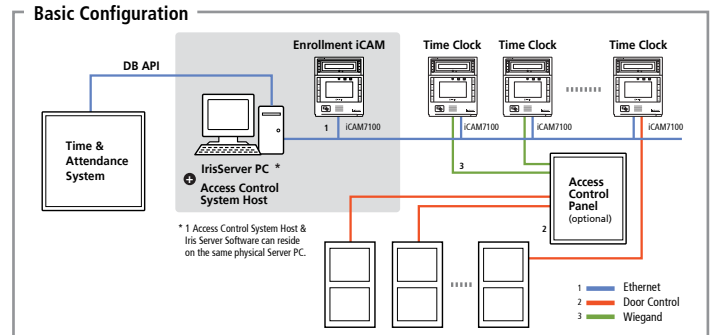 Basic Configuration
Enrollment iCAM
Time Clock
Time Clock
Time Clock
DB API
1
iCAM7100
iCAM7100
iCAM7100
iCAM7100
Time &
Attendance
System
IrisServer PC *
Access Control
System Host
3
Access
Control
Panel
(optional)
2
* 1 Access Control System Host &
Iris Server Software can reside
on the same physical Server PC.
1 Ethernet
2 Door Control
3 Wiegand